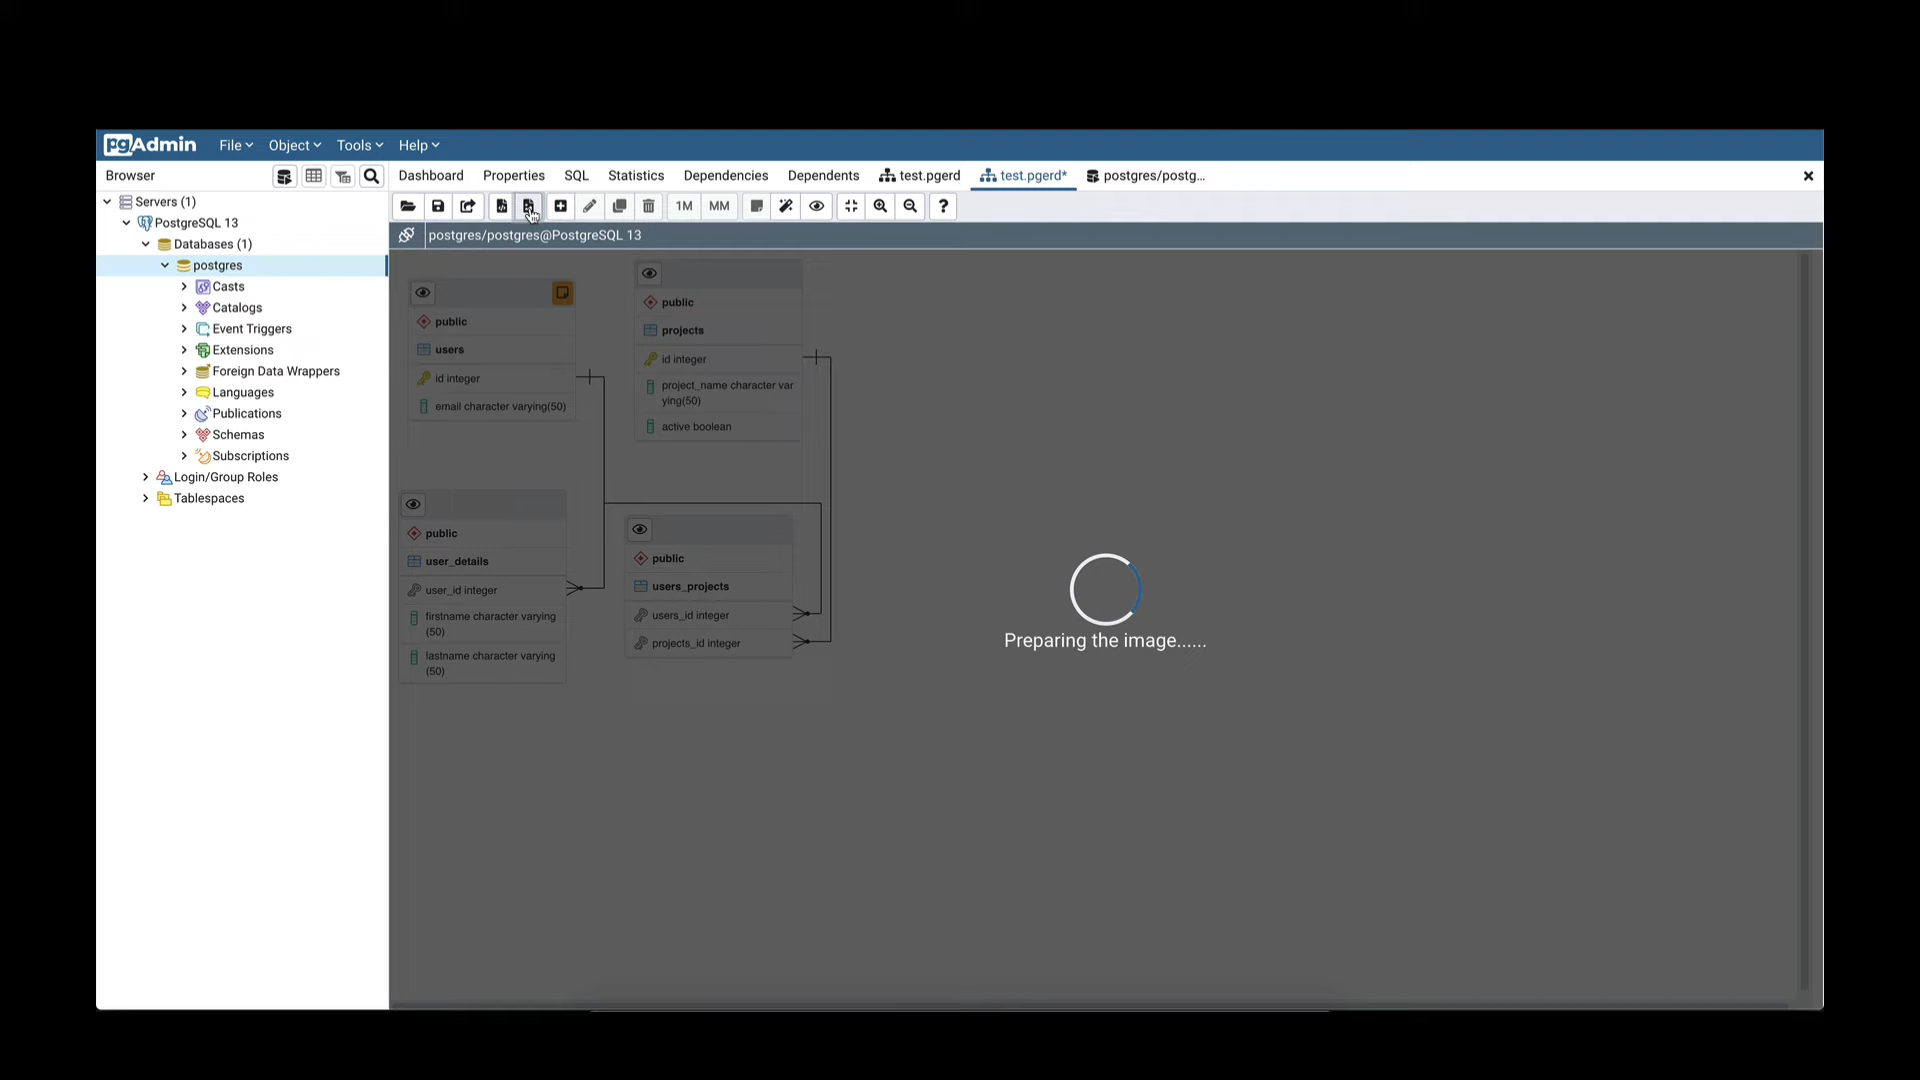 pgAdmin File Object Tools Help
Browser
Dashboard Properties SQL Statistics Dependencies Dependents test.pgerd test.pgerd* postgres/postg...
1M MM ?
postgres/postgres@PostgreSQL 13
Servers (1)
PostgreSQL 13
Databases (1)
postgres
Casts
Catalogs
Event Triggers
Extensions
Foreign Data Wrappers
Languages
Publications
Schemas
Subscriptions
Login/Group Roles
Tablespaces
public
users
id integer
email character varying(50)
public
projects
id integer
project_name character var
ying(50)
active boolean
public
user_details
user_id integer
firstname character varying
(50)
lastname character varying
(50)
public
users_projects
users_id integer
projects_id integer
Preparing the image......